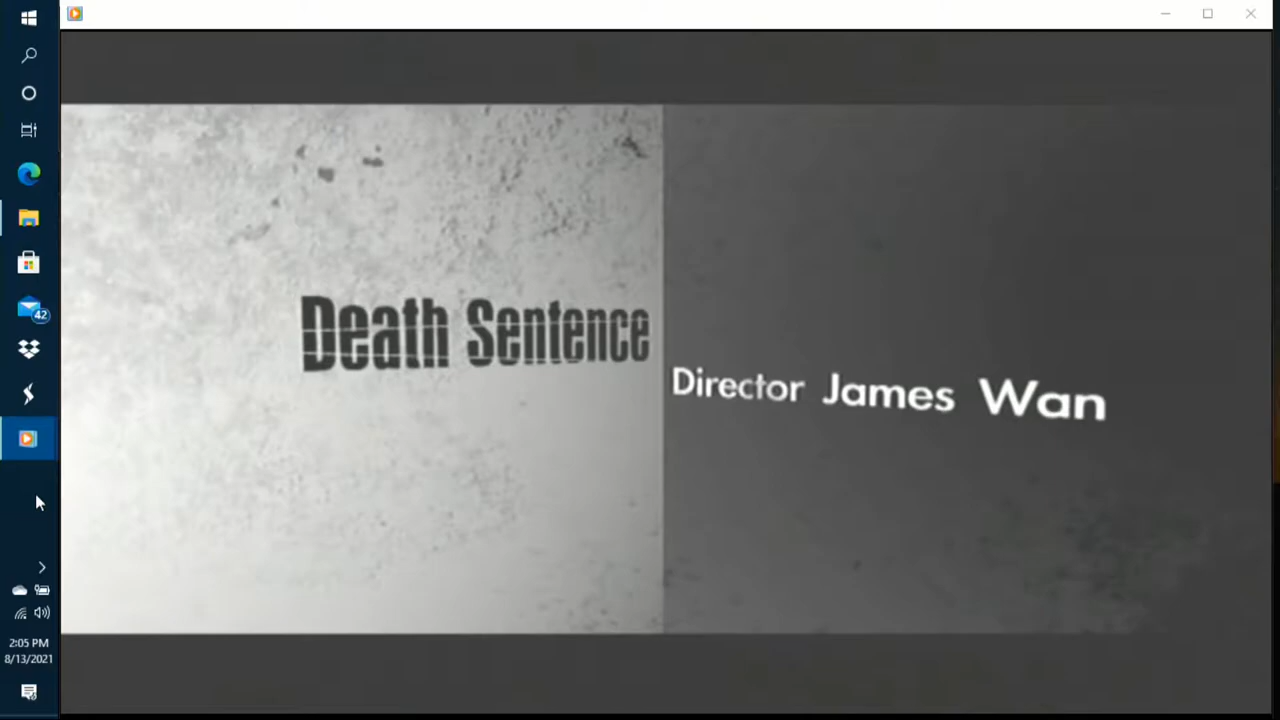 Death Sentence
Director James Wan
42
2:05 PM
8/13/2021